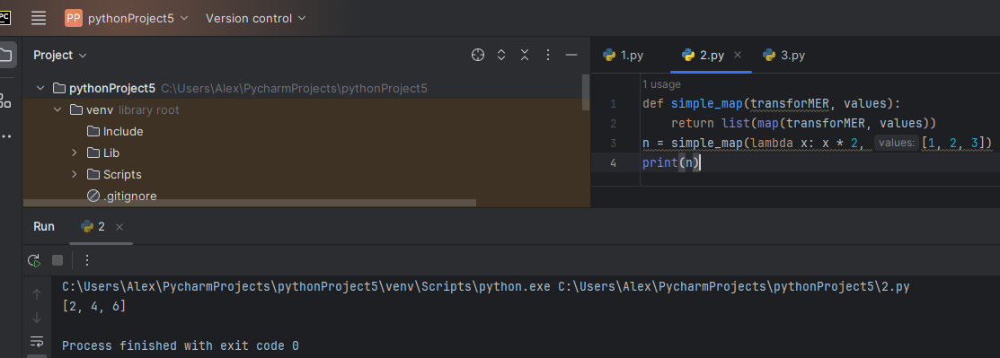 PC
PP pythonProject5 Version control
Project
1.py 2.py 3.py
pythonProject5 C:\Users\Alex\PycharmProjects\pythonProject5
venv library root
Include
Lib
Scripts
.gitignore
1 usage
1 def simple_map(transforMER, values):
2 return list(map(transforMER, values))
3 n = simple_map(lambda x: x * 2, values: [1, 2, 3])
4 print(n)
Run 2
C:\Users\Alex\PycharmProjects\pythonProject5\venv\Scripts\python.exe C:\Users\Alex\PycharmProjects\pythonProject5\2.py
[2, 4, 6]
Process finished with exit code 0